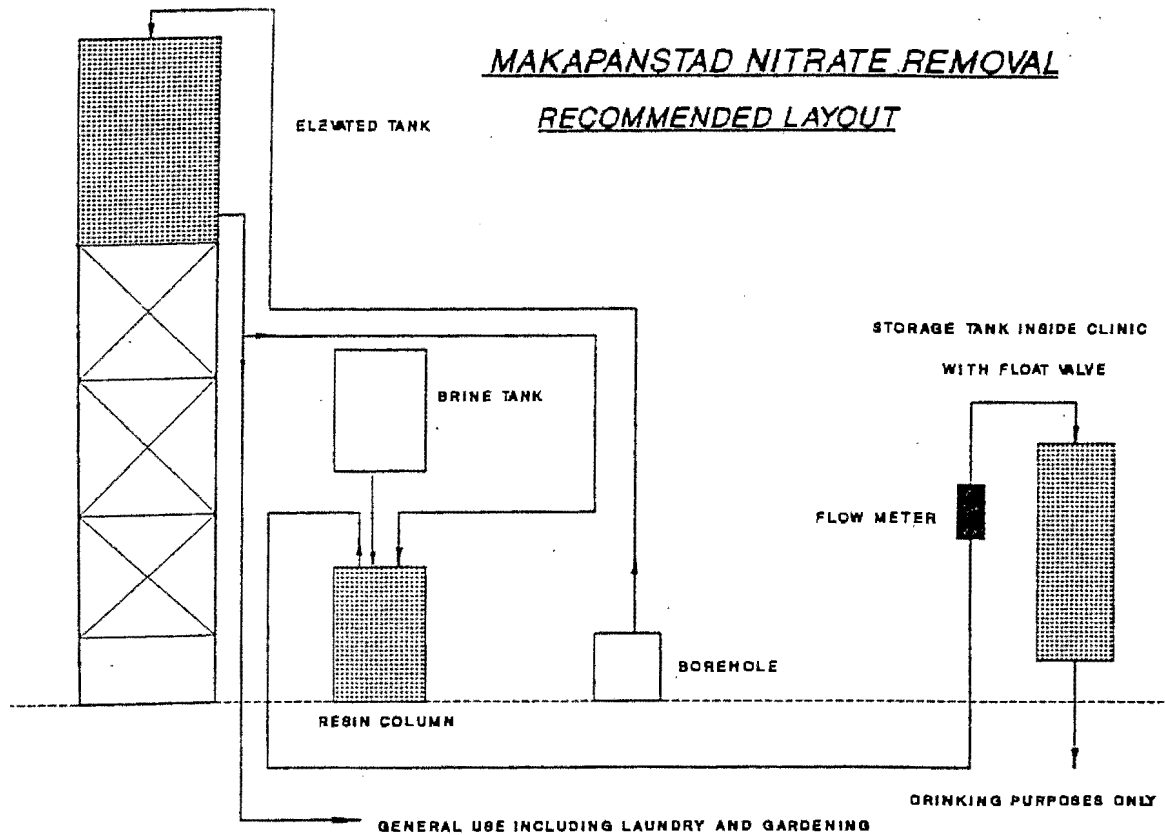 MAKAPANSTAD NITRATE REMOVAL
RECOMMENDED LAYOUT
ELEVATED TANK
STORAGE TANK INSIDE CLINIC
WITH FLOAT VALVE
BRINE TANK
FLOW METER
BOREHOLE
RESIN COLUMN
DRINKING PURPOSES ONLY
GENERAL USE INCLUDING LAUNDRY AND GARDENING